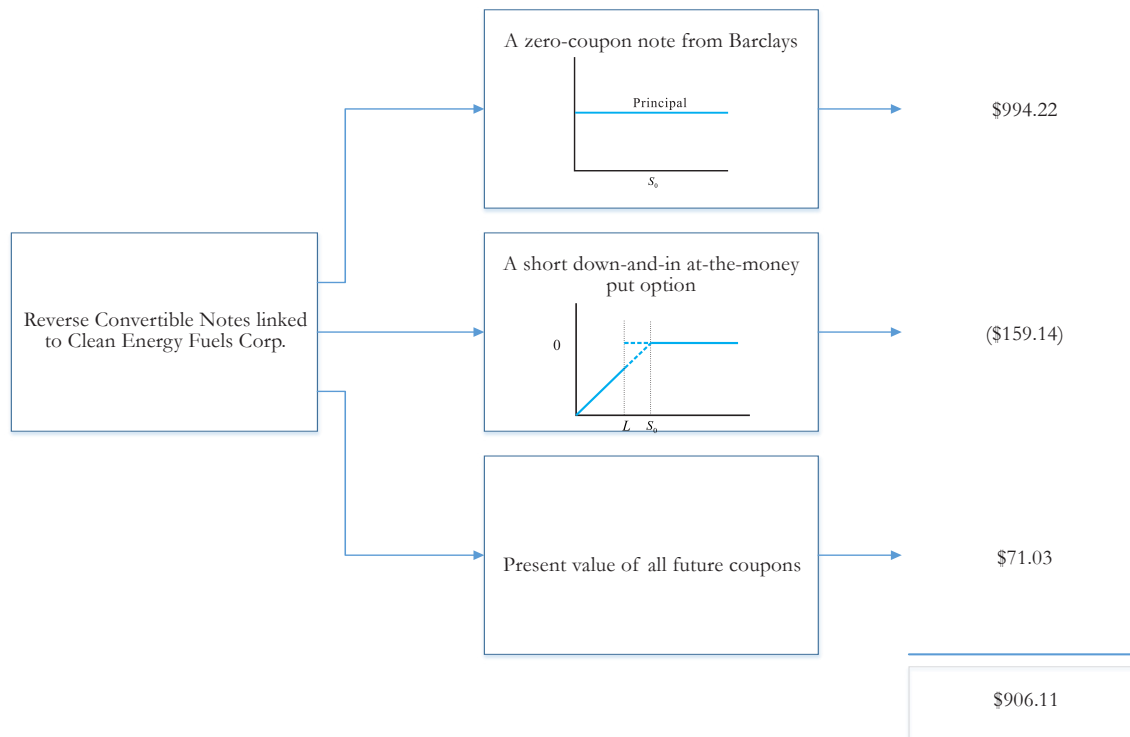 A zero-coupon note from Barclays
Principal
S₀
$994.22
Reverse Convertible Notes linked
to Clean Energy Fuels Corp.
A short down-and-in at-the-money
put option
0
L S₀
($159.14)
Present value of all future coupons
$71.03
$906.11